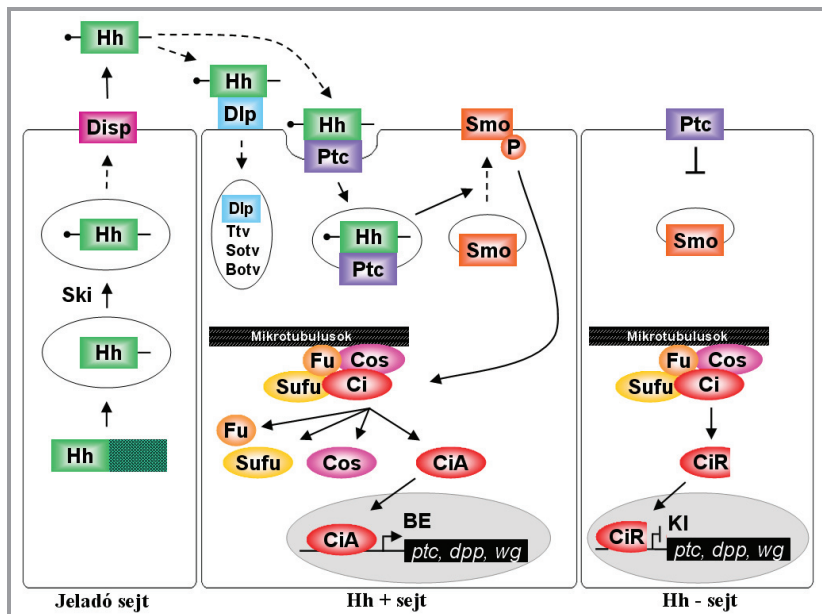 Hh
Hh
Dlp
Hh
Ptc
Smo
P
Ptc
Disp
Hh
Ski
Hh
Hh
Dlp
Ttv
Sotv
Botv
Hh
Ptc
Smo
Smo
Mikrotubulusok
Fu
Cos
Sufu
Ci
Fu
Sufu
Cos
CiA
CiA
BE
ptc, dpp, wg
Mikrotubulusok
Fu
Cos
Sufu
Ci
CiR
CiR
KI
ptc, dpp, wg
Jeladó sejt
Hh + sejt
Hh - sejt